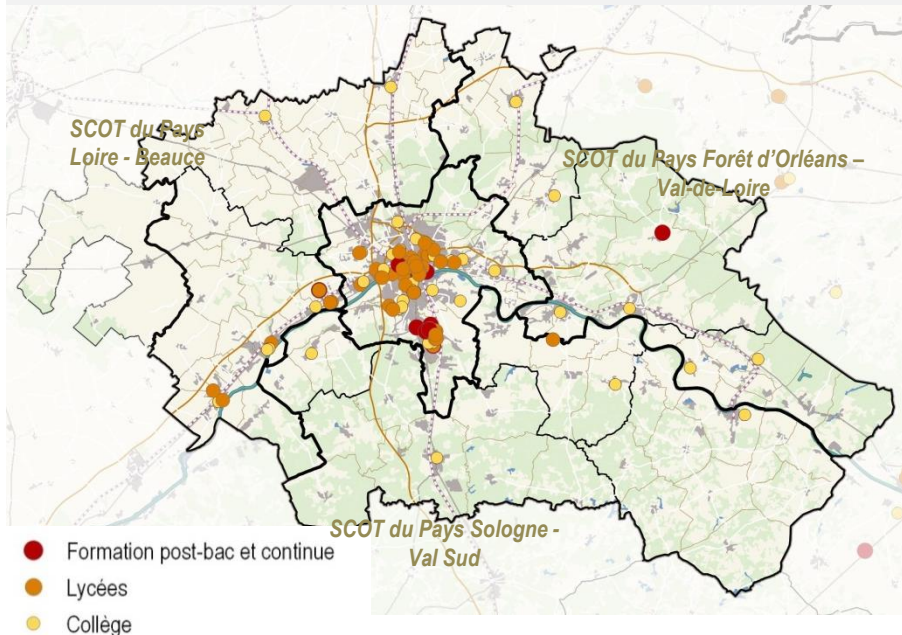 SCOT du Pays
Loire - Beauce
SCOT du Pays Forêt d'Orléans –
Val-de-Loire
SCOT du Pays Sologne -
Val Sud
Formation post-bac et continue
Lycées
Collège